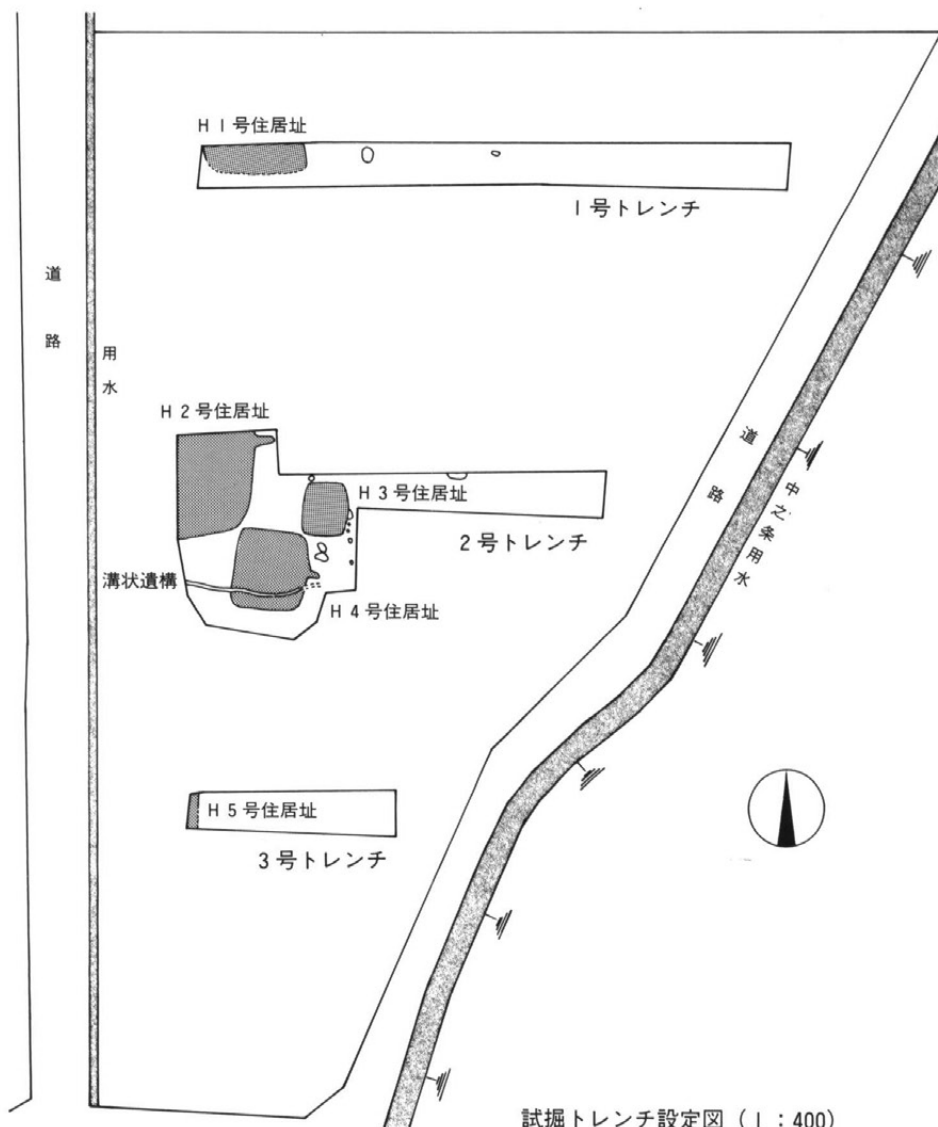 H1号住居址
1号トレンチ
道路
用水
H2号住居址
H3号住居址
2号トレンチ
溝状遺構
H4号住居址
道路
中之条用水
H5号住居址
3号トレンチ
試掘トレンチ設定図(1:400)